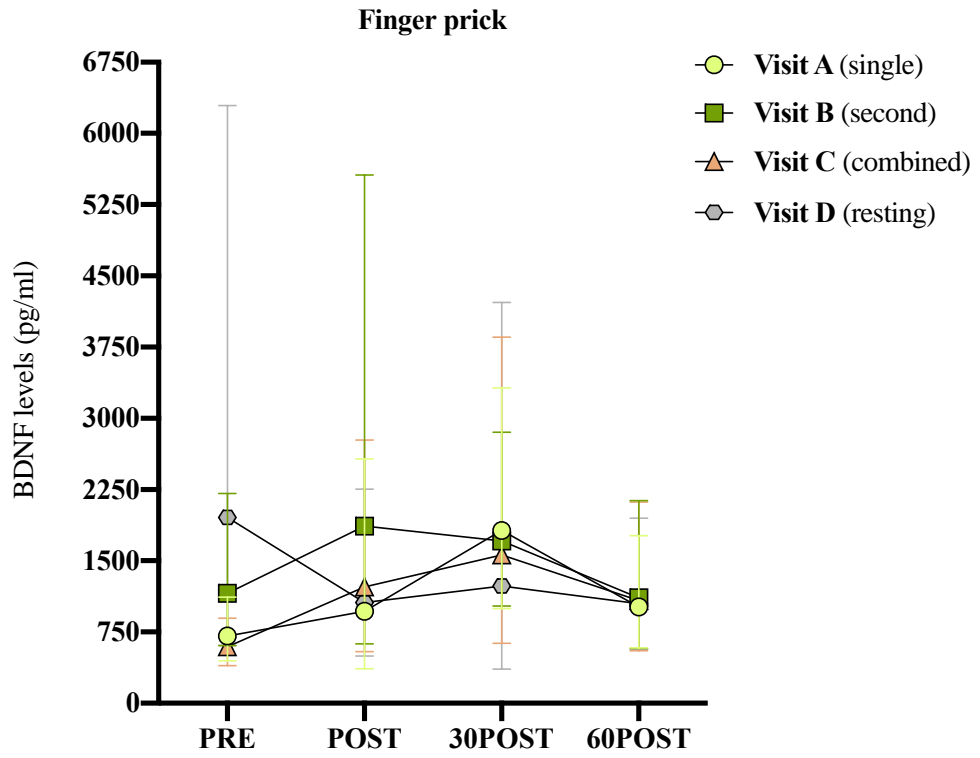 Finger prick
6750
6000
5250
4500
3750
3000
2250
1500
750
0
BDNF levels (pg/ml)
PRE POST 30POST 60POST
Visit A (single)
Visit B (second)
Visit C (combined)
Visit D (resting)